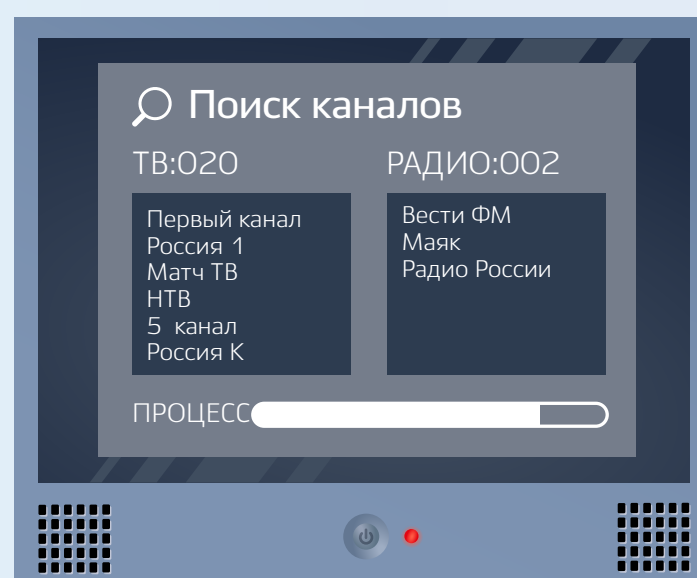 Поиск каналов
ТВ:020
Первый канал
Россия 1
Матч ТВ
НТВ
5 канал
Россия К
РАДИО:002
Вести ФМ
Маяк
Радио России
ПРОЦЕСС